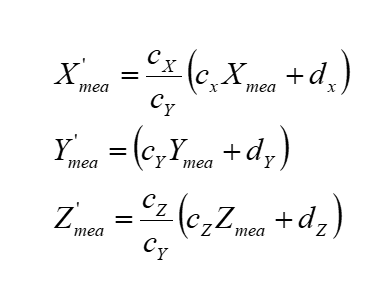 X'_mea = c_X/c_Y (c_x X_mea + d_x)
Y'_mea = (c_Y Y_mea + d_Y)
Z'_mea = c_Z/c_Y (c_Z Z_mea + d_Z)